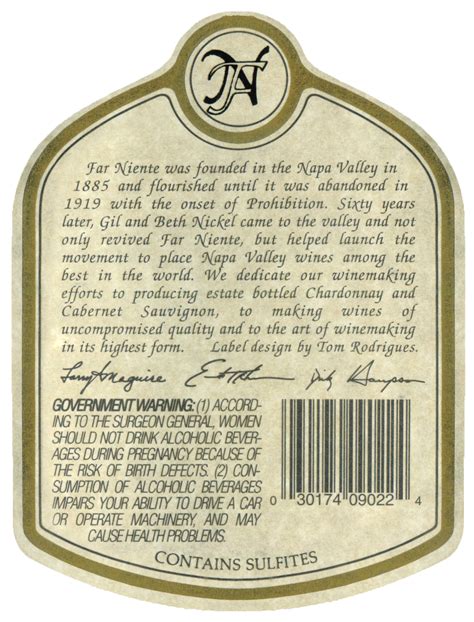 FN
Far Niente was founded in the Napa Valley in
1885 and flourished until it was abandoned in
1919 with the onset of Prohibition. Sixty years
later, Gil and Beth Nickel came to the valley and not
only revived Far Niente, but helped launch the
movement to place Napa Valley wines among the
best in the world. We dedicate our winemaking
efforts to producing estate bottled Chardonnay and
Cabernet Sauvignon, to making wines of
uncompromised quality and to the art of winemaking
in its highest form. Label design by Tom Rodrigues.
Larry Maguire
GOVERNMENT WARNING: (1) ACCORD-
ING TO THE SURGEON GENERAL, WOMEN
SHOULD NOT DRINK ALCOHOLIC BEVER-
AGES DURING PREGNANCY BECAUSE OF
THE RISK OF BIRTH DEFECTS. (2) CON-
SUMPTION OF ALCOHOLIC BEVERAGES
IMPAIRS YOUR ABILITY TO DRIVE A CAR
OR OPERATE MACHINERY, AND MAY
CAUSE HEALTH PROBLEMS.
0 30174 09022 4
CONTAINS SULFITES